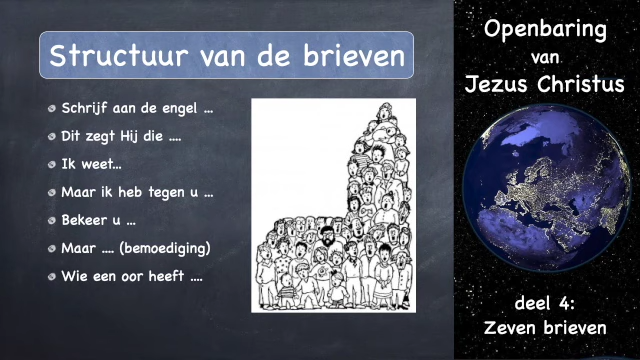 Structuur van de brieven
Schrijf aan de engel ...
Dit zegt Hij die ....
Ik weet...
Maar ik heb tegen u ...
Bekeer u ...
Maar .... (bemoediging)
Wie een oor heeft ....
Openbaring
van
Jezus Christus
deel 4:
Zeven brieven